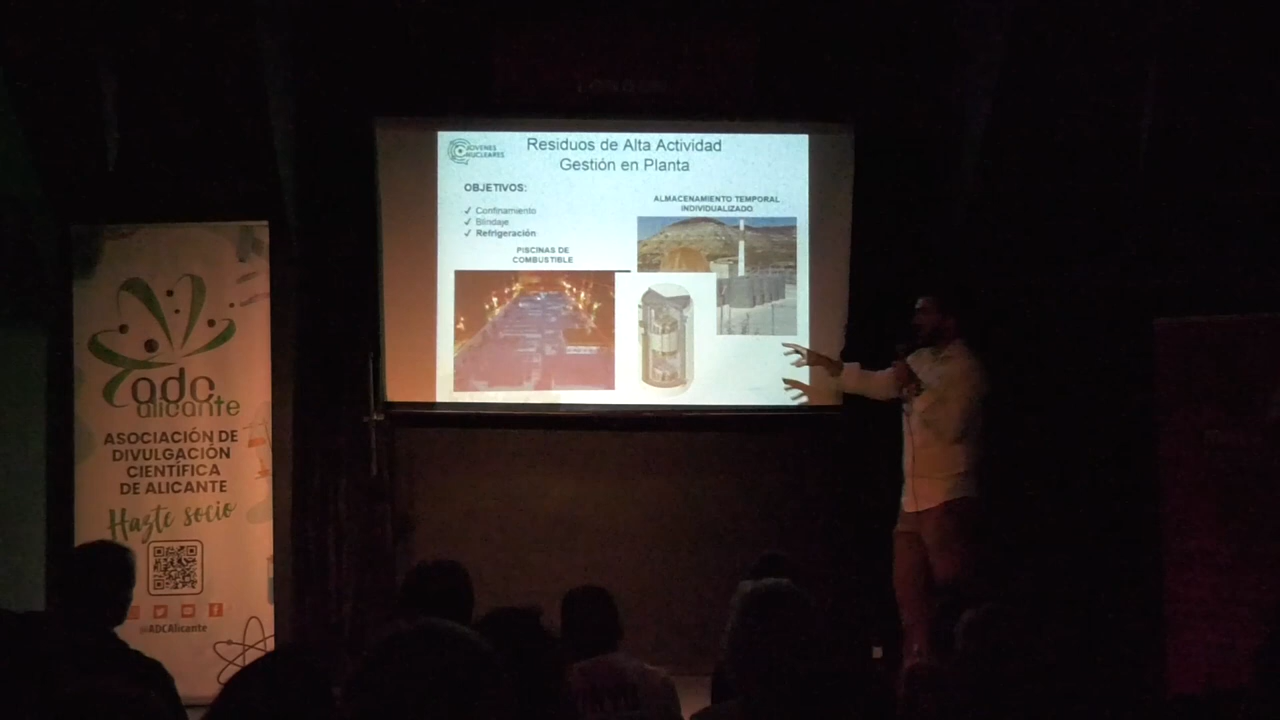 JOVENES
NUCLEARES
Residuos de Alta Actividad
Gestión en Planta
OBJETIVOS:
✓ Confinamiento
✓ Blindaje
✓ Refrigeración
PISCINAS DE
COMBUSTIBLE
ALMACENAMIENTO TEMPORAL
INDIVIDUALIZADO
adc
alicante
ASOCIACIÓN DE
DIVULGACIÓN
CIENTÍFICA
DE ALICANTE
Hazte socio
@ADCAlicante